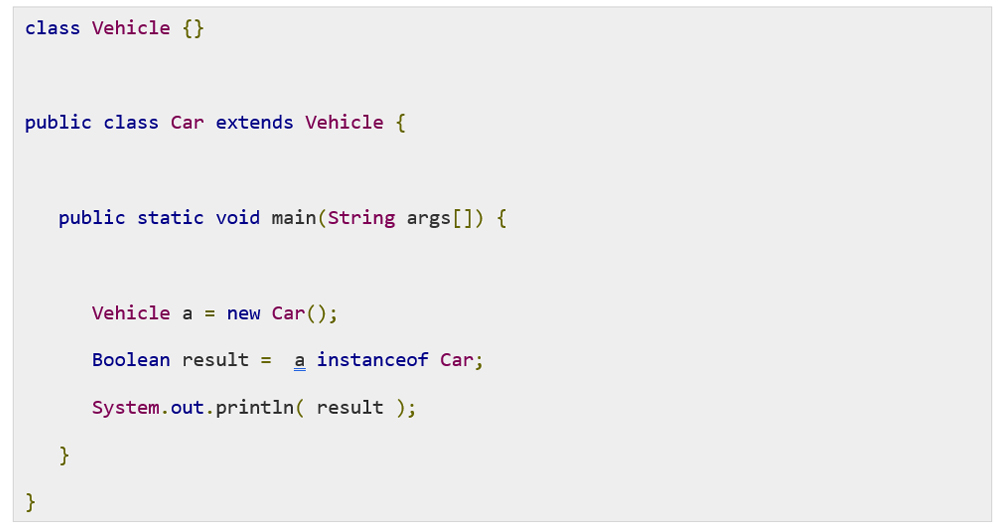 class Vehicle {}
public class Car extends Vehicle {
public static void main(String args[]) {
Vehicle a = new Car();
Boolean result =  a instanceof Car;
System.out.println( result );
}
}